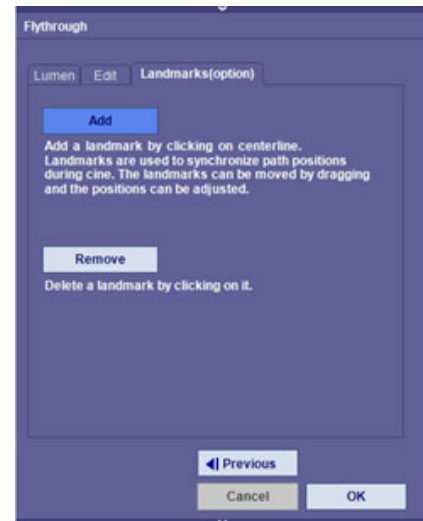 Flythrough
Lumen Edit Landmarks(option)
Add
Add a landmark by clicking on centerline.
Landmarks are used to synchronize path positions
during cine. The landmarks can be moved by dragging
and the positions can be adjusted.
Remove
Delete a landmark by clicking on it.
Previous
Cancel OK